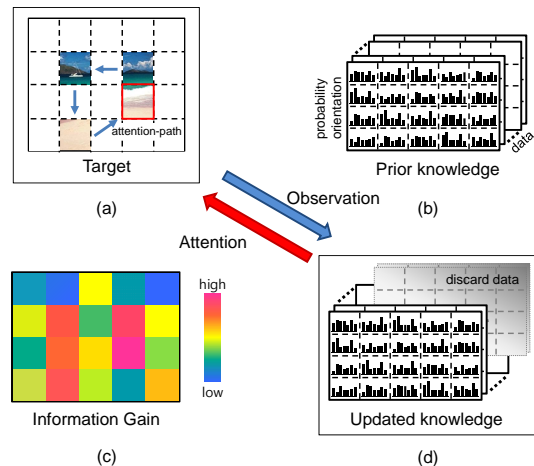 attention-path
Target
(a)
probability
orientation
data
Prior knowledge
(b)
Observation
Attention
high
low
Information Gain
(c)
discard data
Updated knowledge
(d)